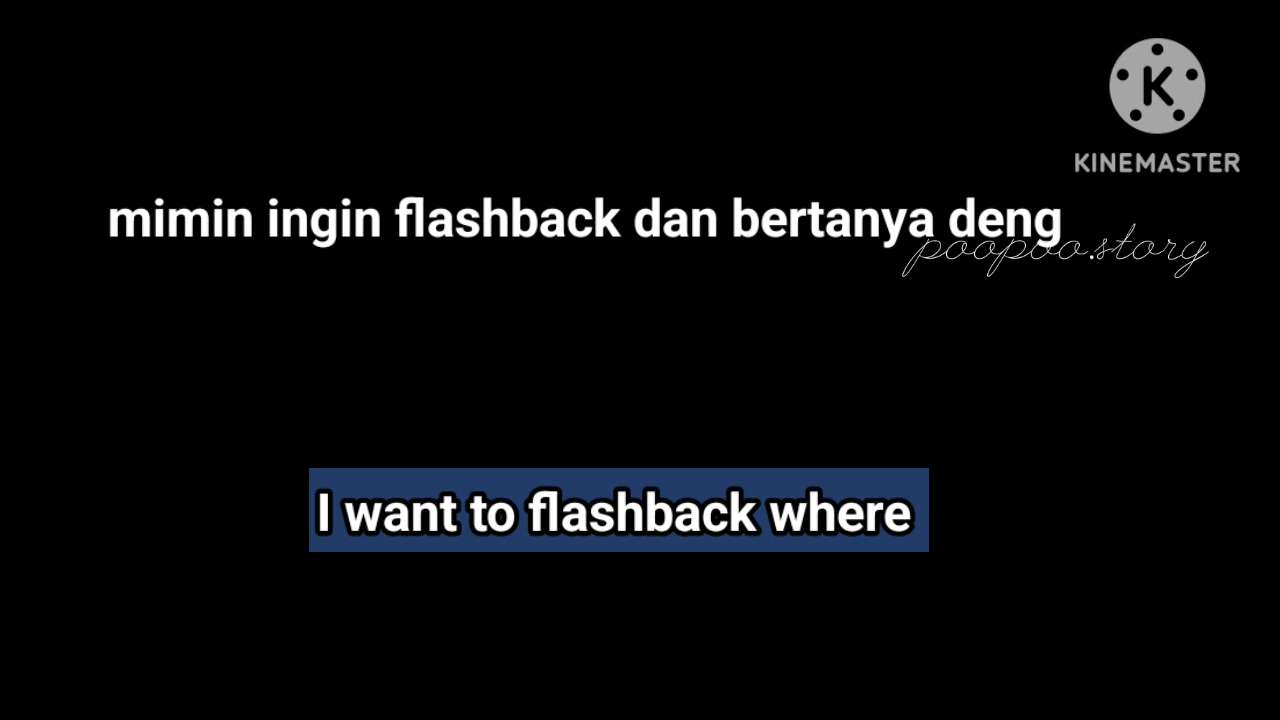 K
KINEMASTER
mimin ingin flashback dan bertanya deng
poopoo.story
I want to flashback where